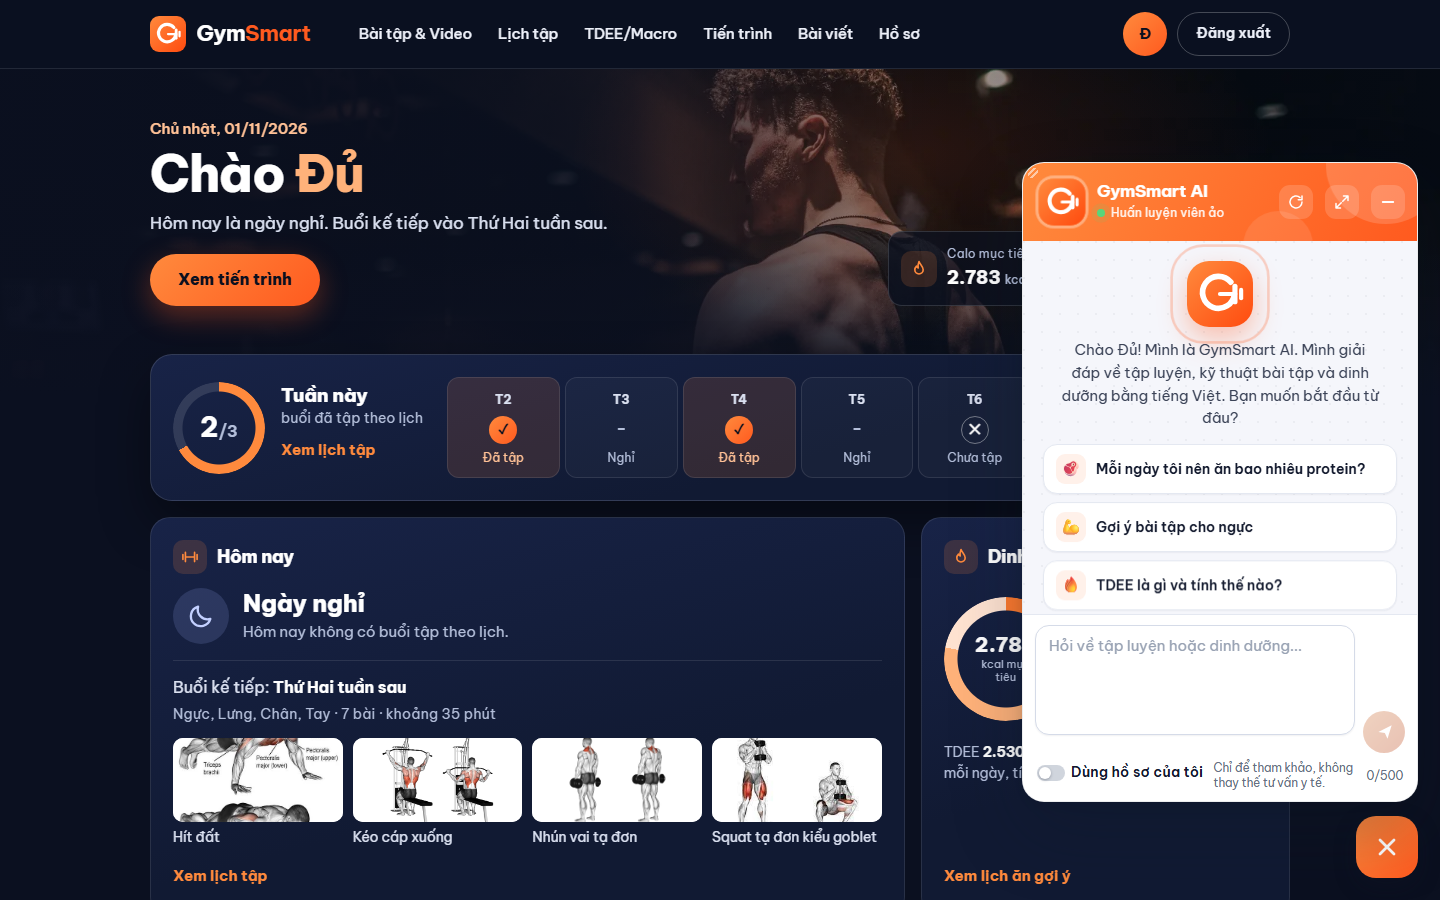 GymSmart
Bài tập & Video
Lịch tập
TDEE/Macro
Tiến trình
Bài viết
Hồ sơ
Đ
Đăng xuất
Chủ nhật, 01/11/2026
Chào Đủ
Hôm nay là ngày nghỉ. Buổi kế tiếp vào Thứ Hai tuần sau.
Xem tiến trình
Calo mục tiê
2.783 kc
2/3
Tuần này
buổi đã tập theo lịch
Xem lịch tập
T2
Đã tập
T3
–
Nghỉ
T4
Đã tập
T5
–
Nghỉ
T6
Chưa tập
Hôm nay
Ngày nghỉ
Hôm nay không có buổi tập theo lịch.
Buổi kế tiếp: Thứ Hai tuần sau
Ngực, Lưng, Chân, Tay · 7 bài · khoảng 35 phút
Triceps
brachii
Pectoralis
major (lower)
Pectoralis
major (upper)
Hít đất
Kéo cáp xuống
Nhún vai tạ đơn
Squat tạ đơn kiểu goblet
Xem lịch tập
Dinh
2.78
kcal mụ
tiêu
TDEE 2.530
mỗi ngày, tí
Xem lịch ăn gợi ý
GymSmart AI
Huấn luyện viên ảo
Chào Đủ! Mình là GymSmart AI. Mình giải
đáp về tập luyện, kỹ thuật bài tập và dinh
dưỡng bằng tiếng Việt. Bạn muốn bắt đầu từ
đâu?
Mỗi ngày tôi nên ăn bao nhiêu protein?
Gợi ý bài tập cho ngực
TDEE là gì và tính thế nào?
Hỏi về tập luyện hoặc dinh dưỡng...
Dùng hồ sơ của tôi
Chỉ để tham khảo, không
thay thế tư vấn y tế.
0/500